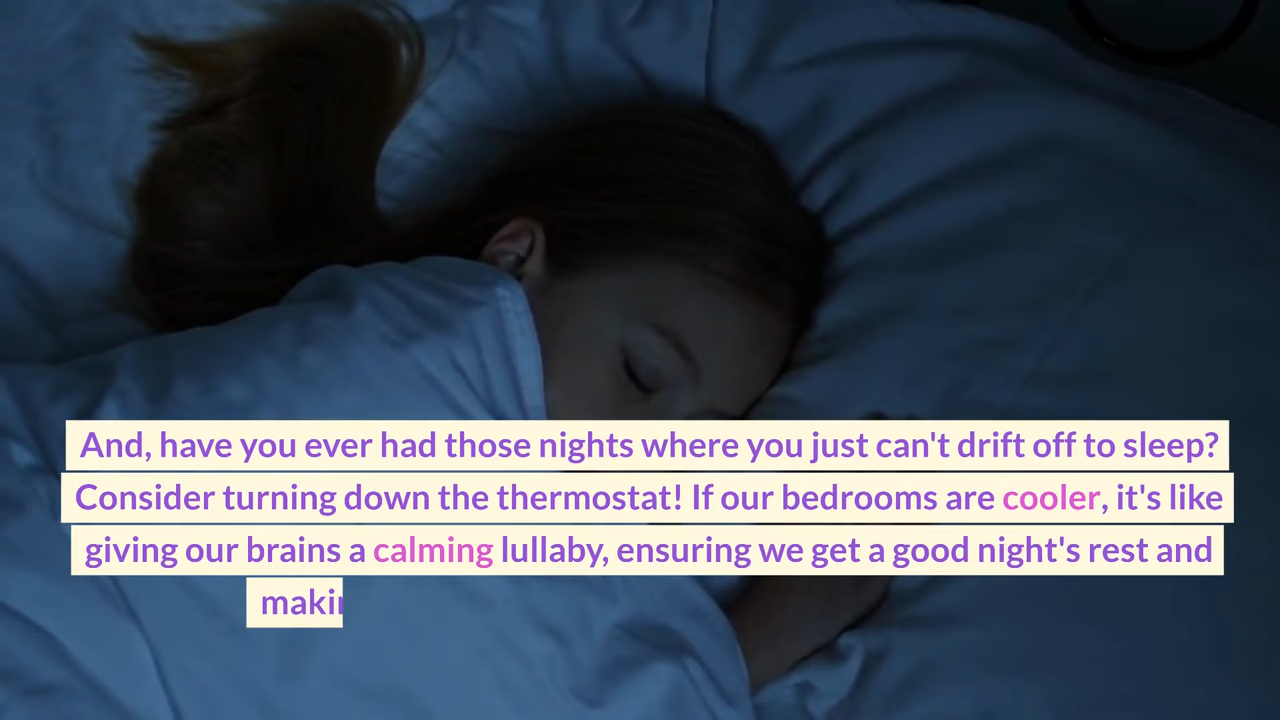 And, have you ever had those nights where you just can't drift off to sleep?
Consider turning down the thermostat! If our bedrooms are cooler, it's like
giving our brains a calming lullaby, ensuring we get a good night's rest and